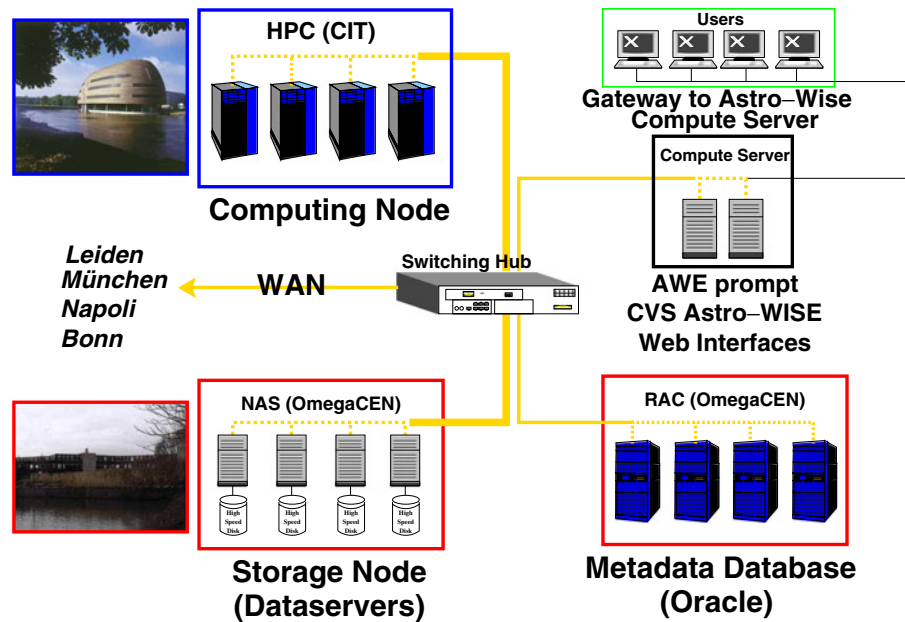 HPC (CIT)
Computing Node
Users
Gateway to Astro–Wise
Compute Server
Compute Server
AWE prompt
CVS Astro–WISE
Web Interfaces
Switching Hub
WAN
Leiden
München
Napoli
Bonn
NAS (OmegaCEN)
High
Speed
Disk
High
Speed
Disk
High
Speed
Disk
High
Speed
Disk
Storage Node
(Dataservers)
RAC (OmegaCEN)
Metadata Database
(Oracle)